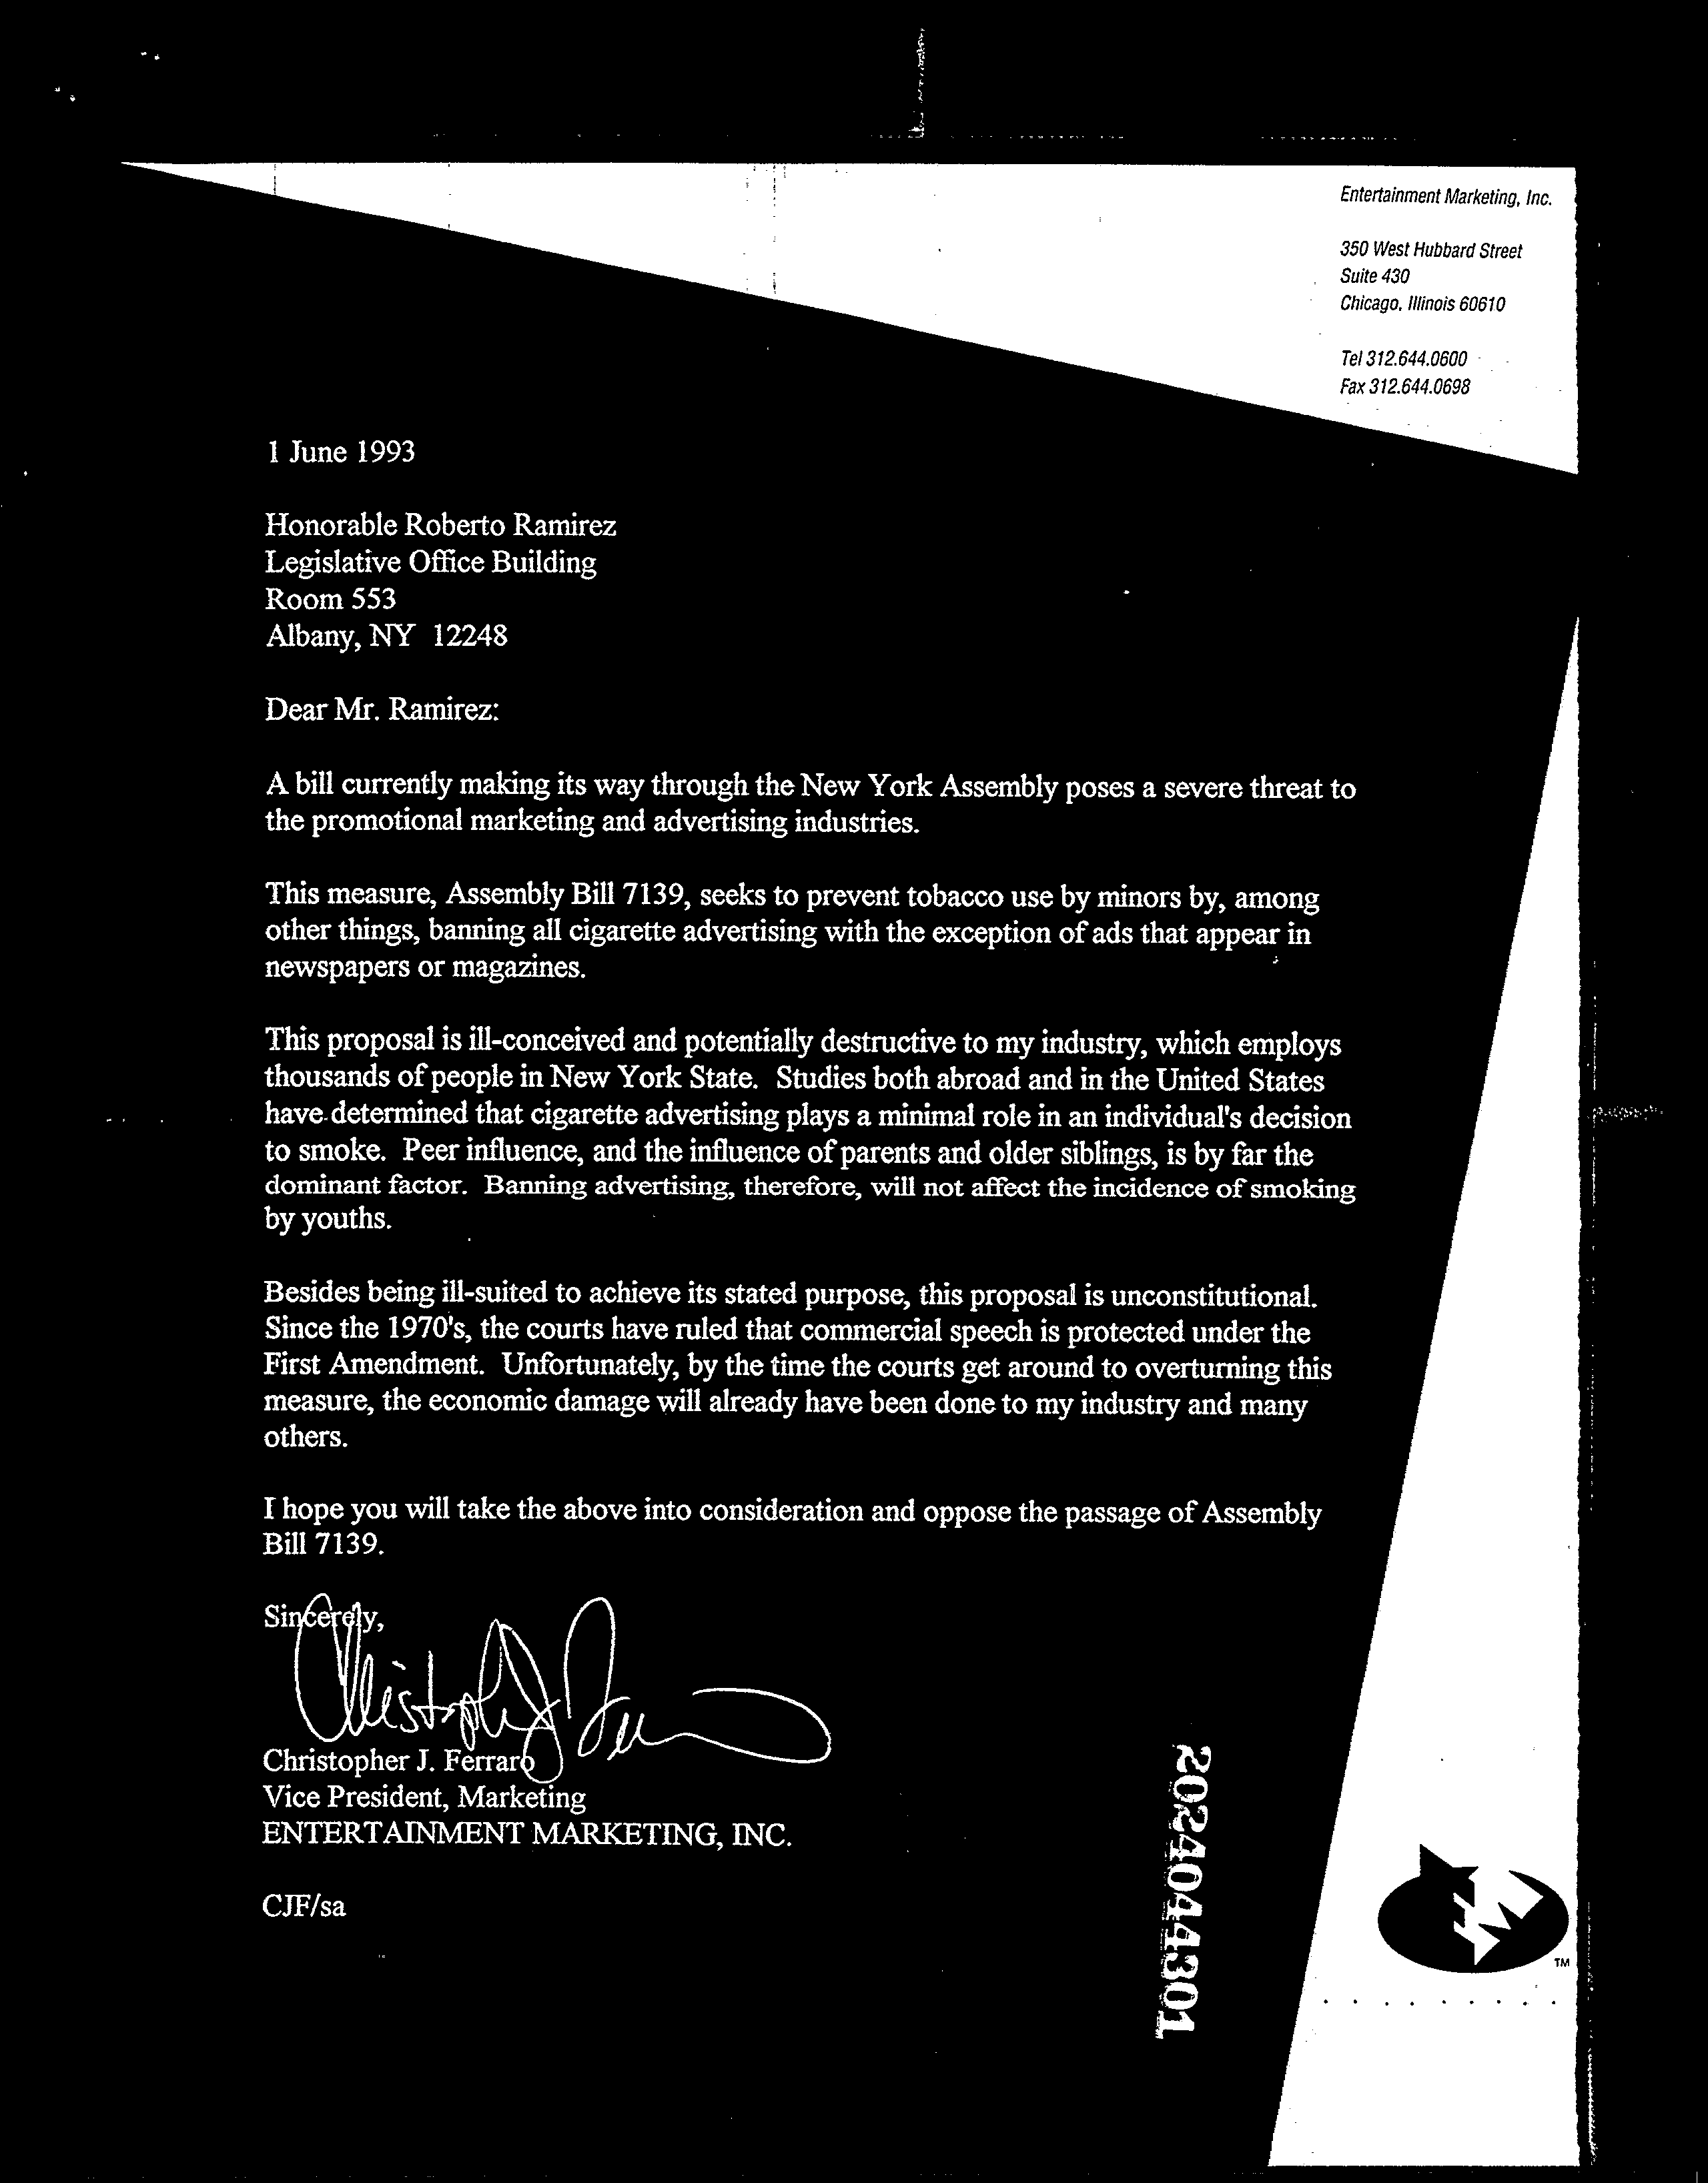 Entertainment Marketing, Inc.
350 West Hubbard Street
Suite 430
Chicago, Illinois 60610
Tel 312.644.0600
Fax 312.644.0698
1 June 1993
Honorable Roberto Ramirez
Legislative Office Building
Room 553
Albany, NY 12248
Dear Mr. Ramirez:
A bill currently making its way through the New York Assembly poses a severe threat to
the promotional marketing and advertising industries.
This measure, Assembly Bill 7139, seeks to prevent tobacco use by minors by, among
other things, banning all cigarette advertising with the exception of ads that appear in
newspapers or magazines.
This proposal is ill-conceived and potentially destructive to my industry, which employs
thousands of people in New York State. Studies both abroad and in the United States
have determined that cigarette advertising plays a minimal role in an individual's decision
to smoke. Peer influence, and the influence of parents and older siblings, is by far the
dominant factor. Banning advertising, therefore, will not affect the incidence of smoking
by youths.
Besides being ill-suited to achieve its stated purpose, this proposal is unconstitutional.
Since the 1970's, the courts have ruled that commercial speech is protected under the
First Amendment. Unfortunately, by the time the courts get around to overturning this
measure, the economic damage will already have been done to my industry and many
others.
I hope you will take the above into consideration and oppose the passage of Assembly
Bill 7139.
Sincerely,
Christopher J. Ferraro
Vice President, Marketing
ENTERTAINMENT MARKETING, INC.
CJF/sa
2024044301
EM
TM